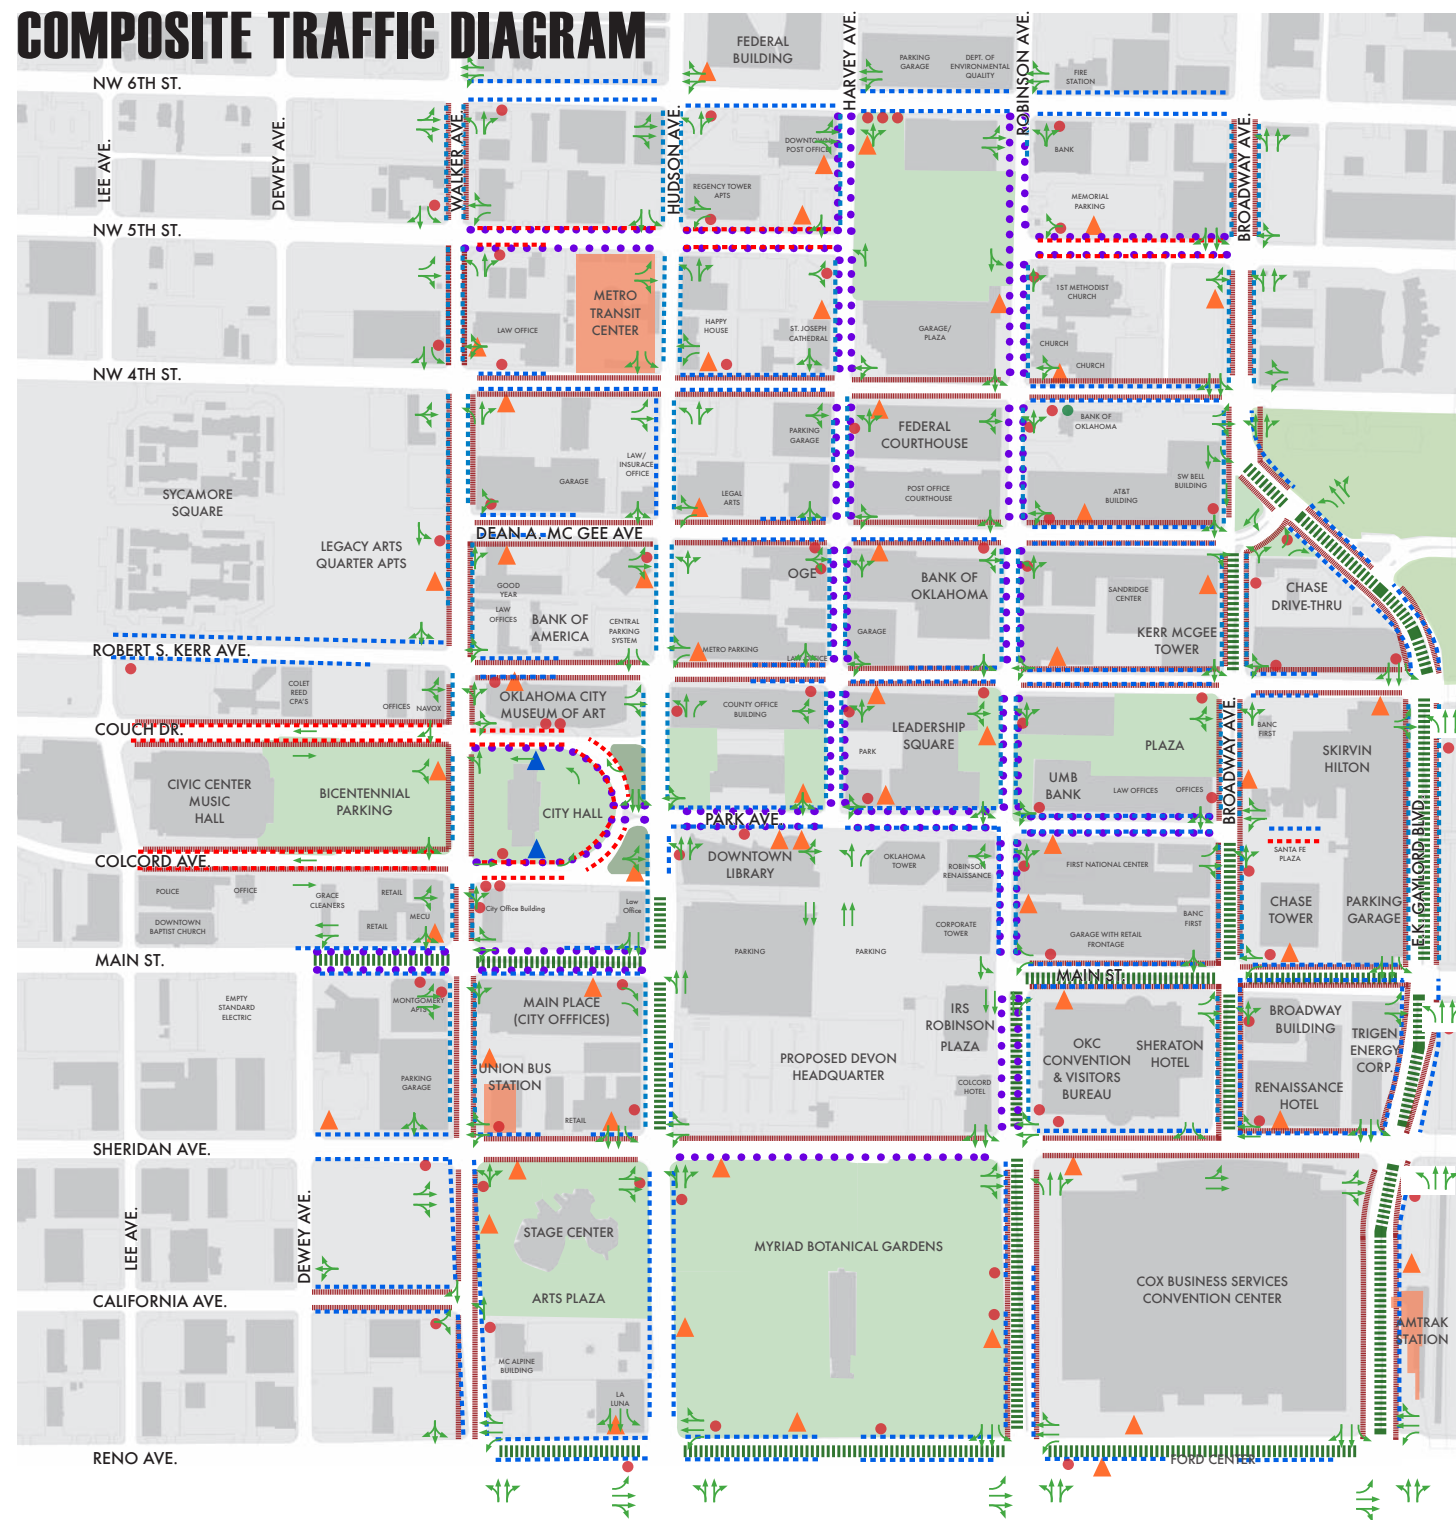 COMPOSITE TRAFFIC DIAGRAM
NW 6TH ST.
LEE AVE.
DEWEY AVE.
WALKER AVE.
HUDSON AVE.
HARVEY AVE.
ROBINSON AVE.
BROADWAY AVE.
FEDERAL
BUILDING
PARKING
GARAGE
DEPT. OF
ENVIRONMENTAL
QUALITY
FIRE
STATION
DOWNTOWN
POST OFFICE
BANK
REGENCY TOWER
APTS
MEMORIAL
PARKING
NW 5TH ST.
METRO
TRANSIT
CENTER
LAW OFFICE
HAPPY
HOUSE
ST. JOSEPH
CATHEDRAL
GARAGE/
PLAZA
1ST METHODIST
CHURCH
CHURCH
CHURCH
NW 4TH ST.
SYCAMORE
SQUARE
LEGACY ARTS
QUARTER APTS
GARAGE
LAW/
INSURACE
OFFICE
PARKING
GARAGE
LEGAL
ARTS
FEDERAL
COURTHOUSE
POST OFFICE
COURTHOUSE
BANK OF
OKLAHOMA
AT&T
BUILDING
SW BELL
BUILDING
DEAN A. MC GEE AVE
GOOD
YEAR
LAW
OFFICES
BANK OF
AMERICA
CENTRAL
PARKING
SYSTEM
OGE
METRO PARKING
LAW OFFICE
BANK OF
OKLAHOMA
GARAGE
SANDRIDGE
CENTER
KERR MCGEE
TOWER
CHASE
DRIVE-THRU
ROBERT S. KERR AVE.
COLET
REED
CPA'S
OFFICES
NAVOX
OKLAHOMA CITY
MUSEUM OF ART
COUNTY OFFICE
BUILDING
LEADERSHIP
SQUARE
PARK
PLAZA
UMB
BANK
LAW OFFICES
OFFICES
BROADWAY AVE.
BANC
FIRST
SKIRVIN
HILTON
COUCH DR.
CIVIC CENTER
MUSIC
HALL
BICENTENNIAL
PARKING
CITY HALL
PARK AVE.
E.K. GAYLORD BLVD.
COLCORD AVE.
POLICE
OFFICE
DOWNTOWN
BAPTIST CHURCH
GRACE
CLEANERS
RETAIL
RETAIL
MECU
City Office Building
Law
Office
DOWNTOWN
LIBRARY
OKLAHOMA
TOWER
ROBINSON
RENAISSANCE
CORPORATE
TOWER
PARKING
PARKING
FIRST NATIONAL CENTER
GARAGE WITH RETAIL
FRONTAGE
BANC
FIRST
SANTA FE
PLAZA
CHASE
TOWER
PARKING
GARAGE
MAIN ST.
MAIN ST.
EMPTY
STANDARD
ELECTRIC
MONTGOMERY
APTS
PARKING
GARAGE
MAIN PLACE
(CITY OFFFICES)
UNION BUS
STATION
RETAIL
PROPOSED DEVON
HEADQUARTER
IRS
ROBINSON
PLAZA
COLCORD
HOTEL
OKC
CONVENTION
& VISITORS
BUREAU
SHERATON
HOTEL
BROADWAY
BUILDING
TRIGEN
ENERGY
CORP.
RENAISSANCE
HOTEL
SHERIDAN AVE.
LEE AVE.
DEWEY AVE.
STAGE CENTER
ARTS PLAZA
MYRIAD BOTANICAL GARDENS
COX BUSINESS SERVICES
CONVENTION CENTER
AMTRAK
STATION
CALIFORNIA AVE.
MC ALPINE
BUILDING
LA
LUNA
RENO AVE.
FORD CENTER